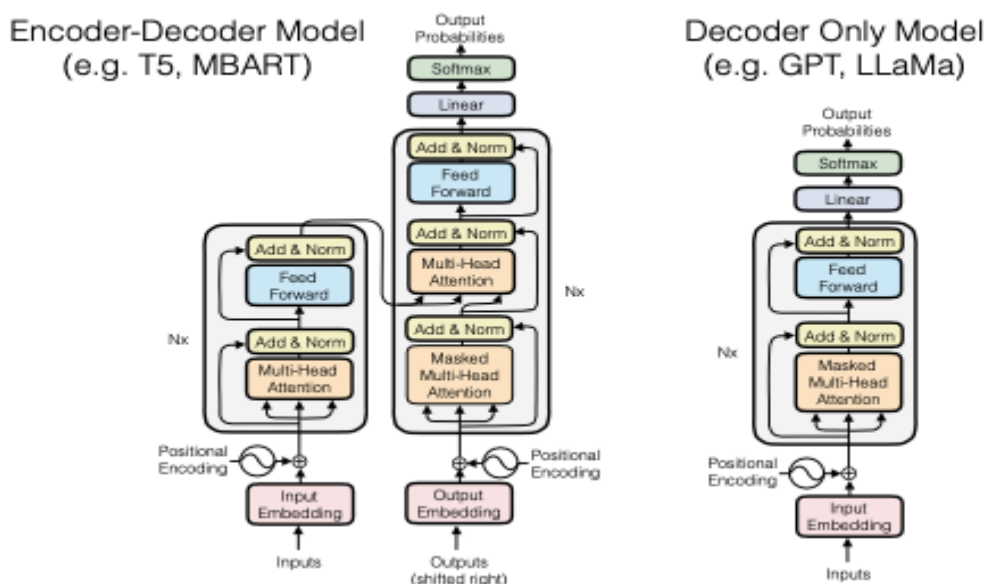 Encoder-Decoder Model
(e.g. T5, MBART)
Output
Probabilities
Softmax
Linear
Add & Norm
Feed
Forward
Add & Norm
Multi-Head
Attention
Add & Norm
Masked
Multi-Head
Attention
Nx
Add & Norm
Feed
Forward
Add & Norm
Multi-Head
Attention
Nx
Positional
Encoding
Input
Embedding
Inputs
Positional
Encoding
Output
Embedding
Outputs
(shifted right)
Decoder Only Model
(e.g. GPT, LLaMa)
Output
Probabilities
Softmax
Linear
Add & Norm
Feed
Forward
Add & Norm
Masked
Multi-Head
Attention
Nx
Positional
Encoding
Input
Embedding
Inputs